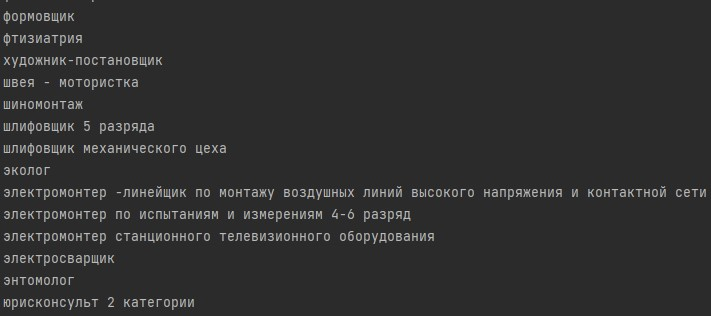 формовщик
фтизиатрия
художник-постановщик
швея - мотористка
шиномонтаж
шлифовщик 5 разряда
шлифовщик механического цеха
эколог
электромонтер -линейщик по монтажу воздушных линий высокого напряжения и контактной сети
электромонтер по испытаниям и измерениям 4-6 разряд
электромонтер станционного телевизионного оборудования
электросварщик
энтомолог
юрисконсульт 2 категории